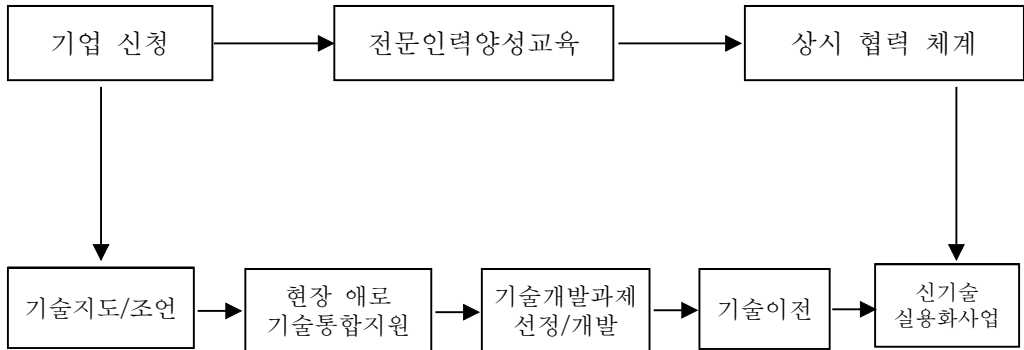 기업 신청
전문인력양성교육
상시 협력 체계
기술지도/조언
현장 애로
기술통합지원
기술개발과제
선정/개발
기술이전
신기술
실용화사업